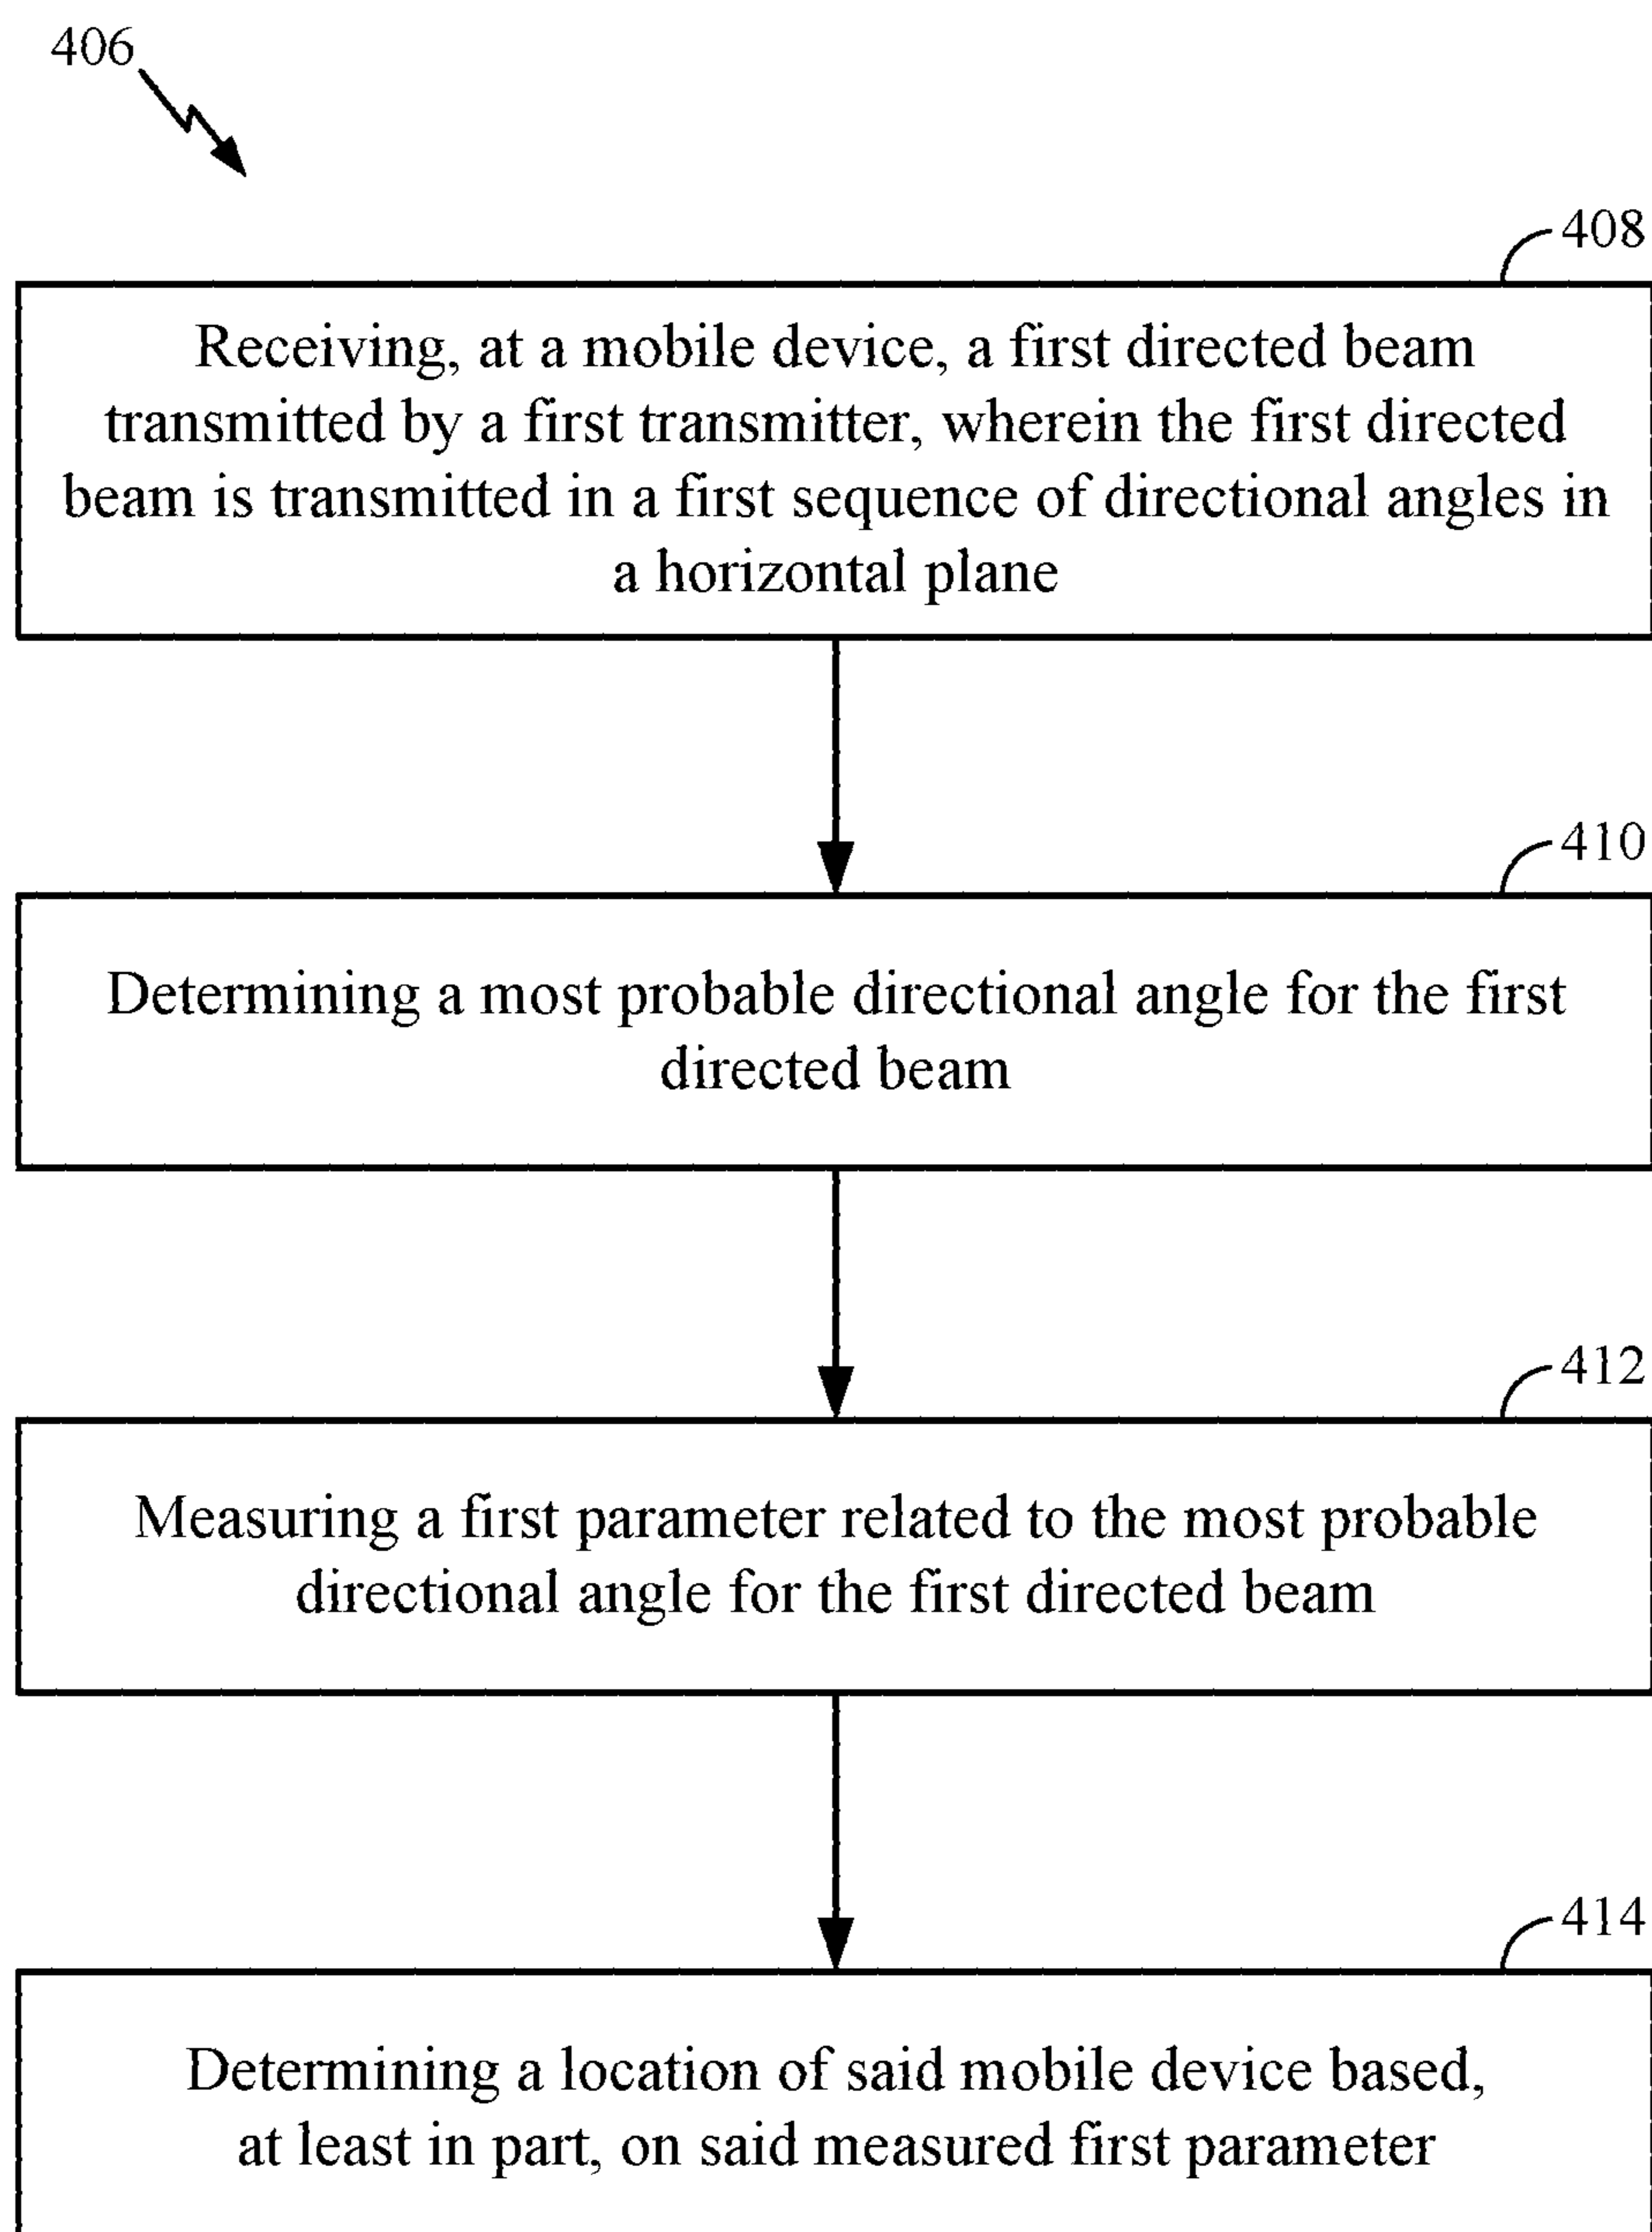 406
408
Receiving, at a mobile device, a first directed beam
transmitted by a first transmitter, wherein the first directed
beam is transmitted in a first sequence of directional angles in
a horizontal plane
410
Determining a most probable directional angle for the first
directed beam
412
Measuring a first parameter related to the most probable
directional angle for the first directed beam
414
Determining a location of said mobile device based,
at least in part, on said measured first parameter